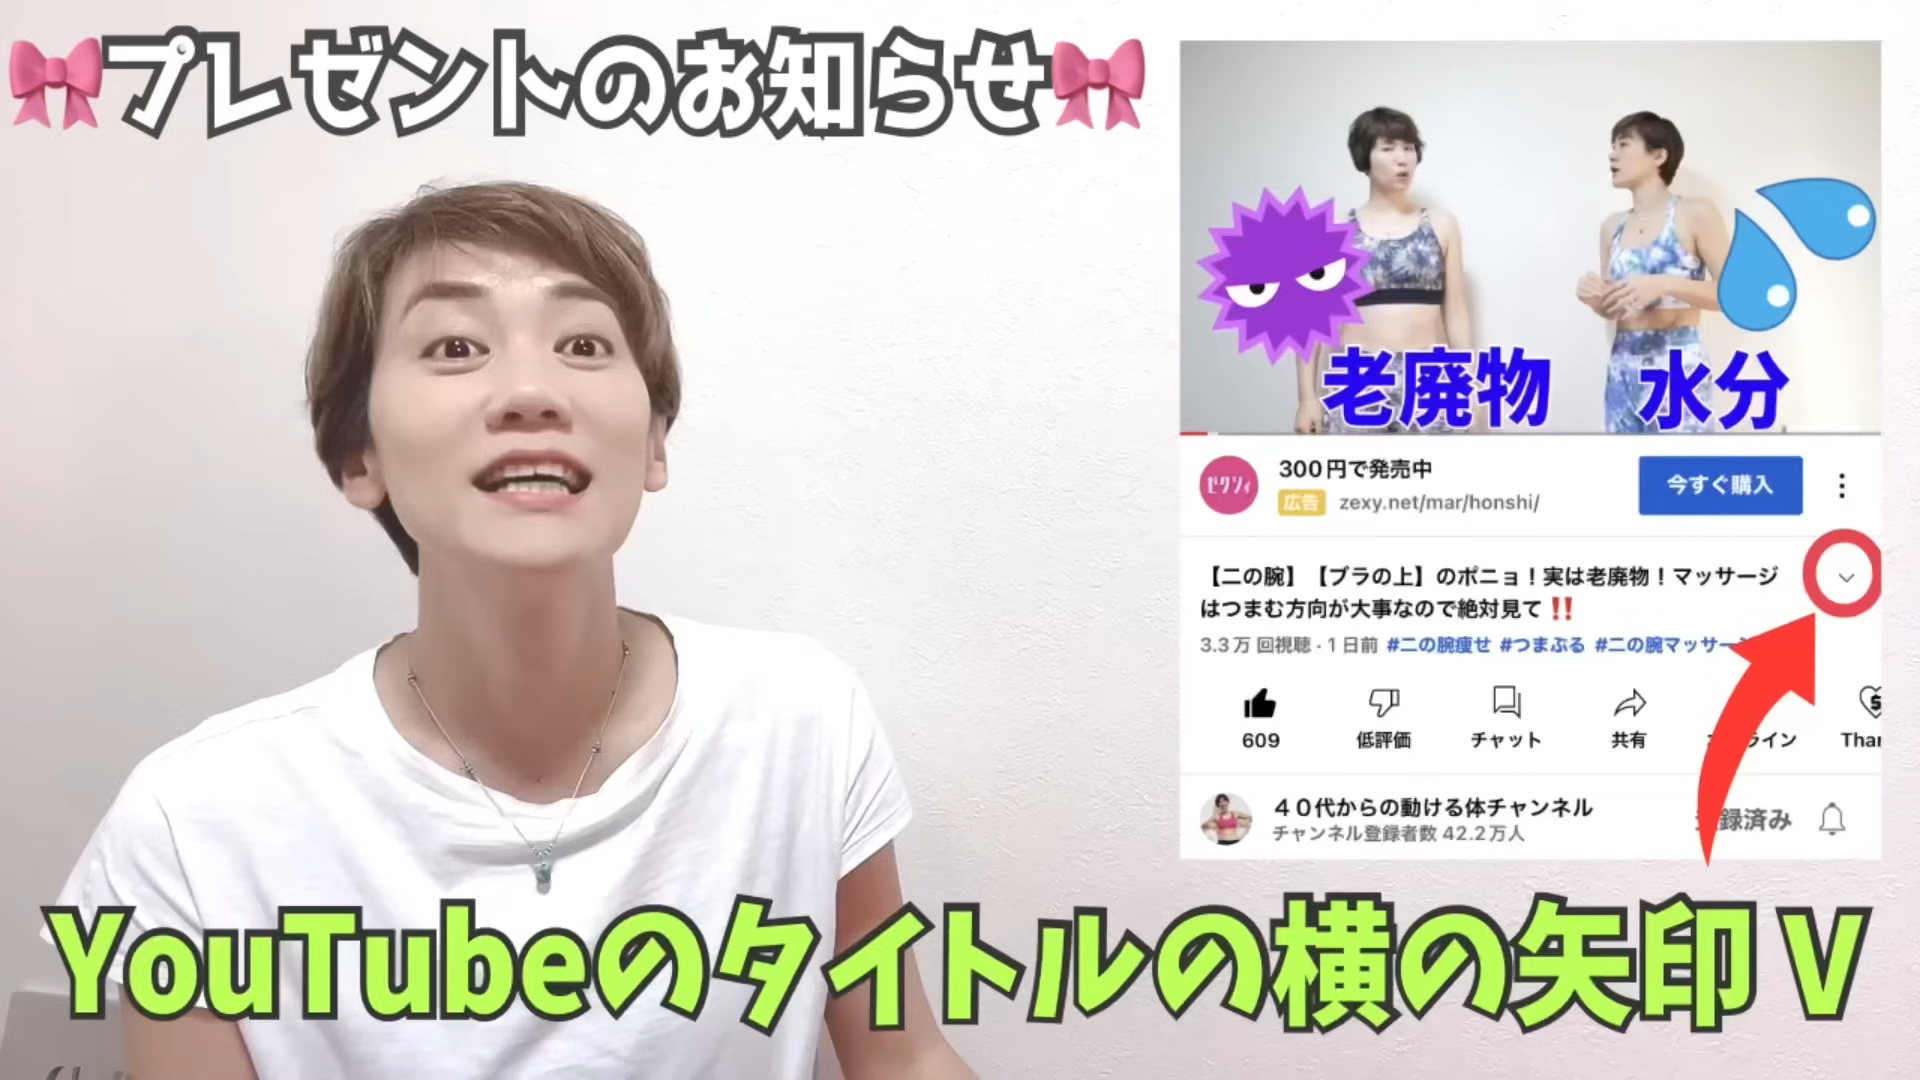 プレゼントのお知らせ
老廃物
水分
ゼクシィ
300円で発売中
広告 zexy.net/mar/honshi/
今すぐ購入
【二の腕】【ブラの上】のポニョ！実は老廃物！マッサージ
はつまむ方向が大事なので絶対見て‼️
3.3万 回視聴・1日前 #二の腕痩せ #つまぷる #二の腕マッサー
609
低評価
チャット
共有
ライン
４０代からの動ける体チャンネル
チャンネル登録者数 42.2万人
録済み
YouTubeのタイトルの横の矢印 V